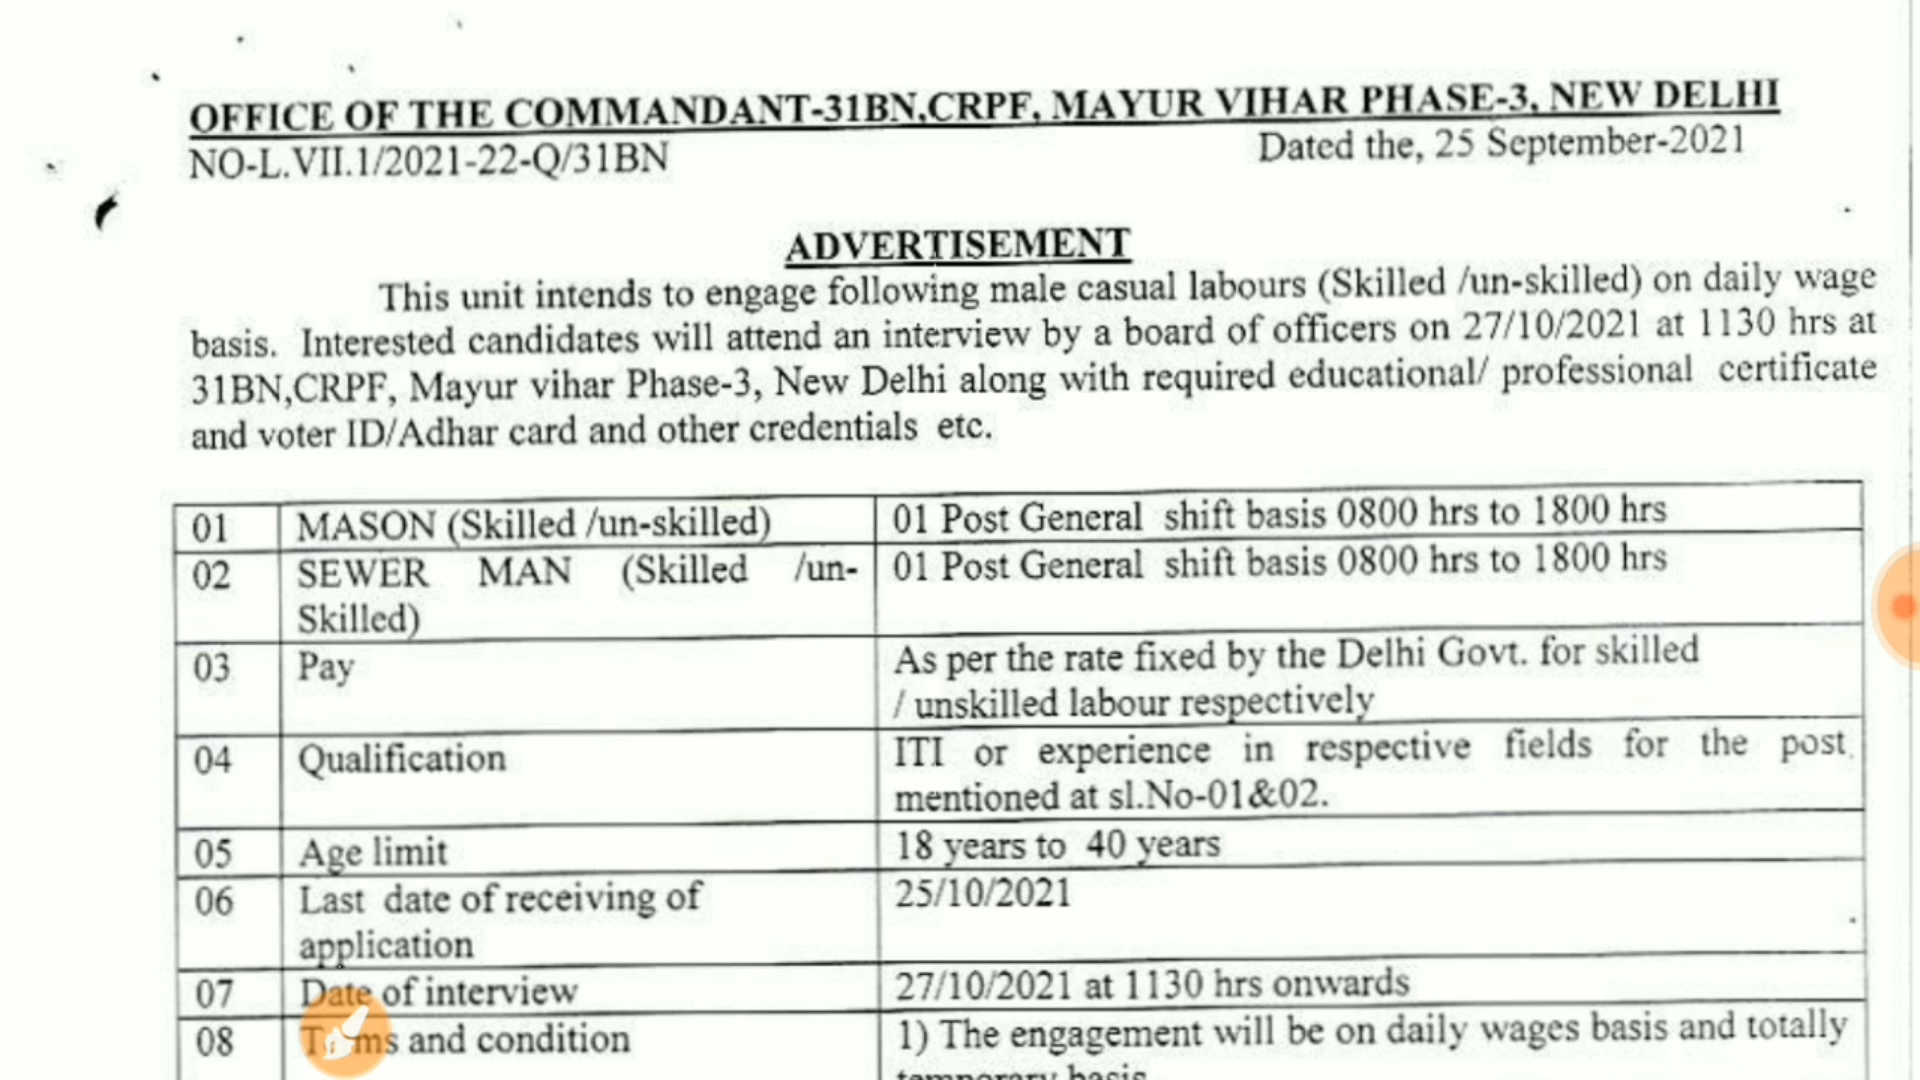 OFFICE OF THE COMMANDANT-31BN,CRPF, MAYUR VIHAR PHASE-3, NEW DELHI
NO-L.VII.1/2021-22-Q/31BN Dated the, 25 September-2021
ADVERTISEMENT
This unit intends to engage following male casual labours (Skilled /un-skilled) on daily wage
basis. Interested candidates will attend an interview by a board of officers on 27/10/2021 at 1130 hrs at
31BN,CRPF, Mayur vihar Phase-3, New Delhi along with required educational/ professional certificate
and voter ID/Adhar card and other credentials etc.
01 MASON (Skilled /un-skilled) 01 Post General shift basis 0800 hrs to 1800 hrs
02 SEWER MAN (Skilled /un- 01 Post General shift basis 0800 hrs to 1800 hrs
Skilled)
03 Pay As per the rate fixed by the Delhi Govt. for skilled
/ unskilled labour respectively
04 Qualification ITI or experience in respective fields for the post
mentioned at sl.No-01&02.
05 Age limit 18 years to 40 years
06 Last date of receiving of 25/10/2021
application
07 Date of interview 27/10/2021 at 1130 hrs onwards
08 Terms and condition 1) The engagement will be on daily wages basis and totally
temporary basis